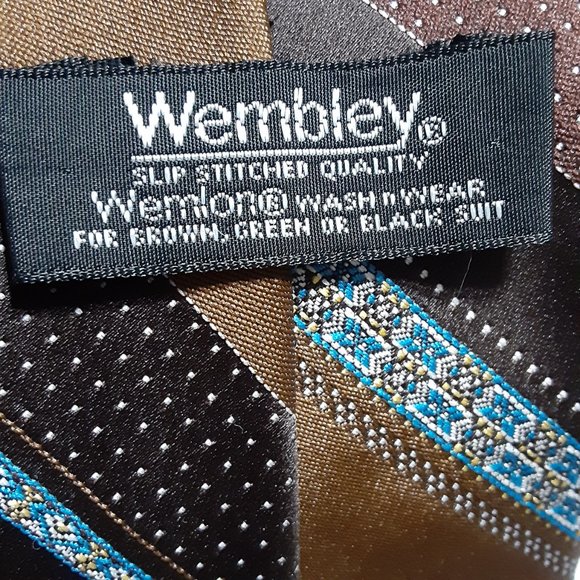 Wembley®
SLIP STITCHED QUALITY
Wemlon® WASH n WEAR
FOR BROWN, GREEN OR BLACK SUIT